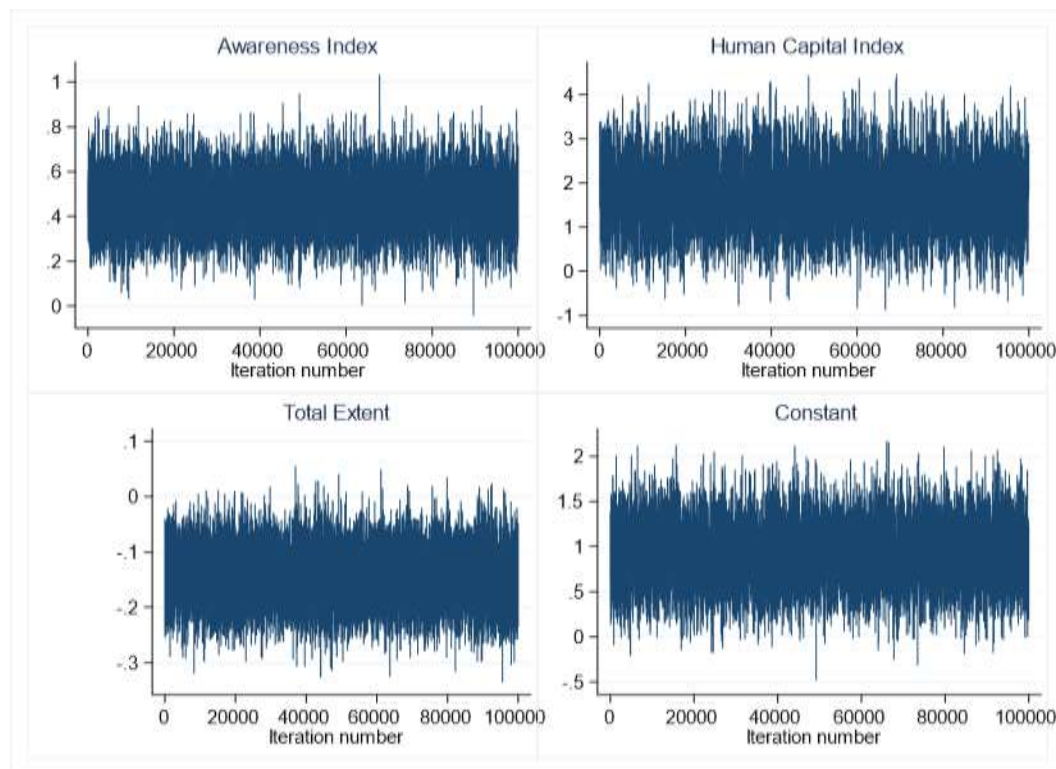 Awareness Index
1
.8
.6
.4
.2
0
0 20000 40000 60000 80000 100000
Iteration number
Human Capital Index
4
3
2
1
0
-1
0 20000 40000 60000 80000 100000
Iteration number
Total Extent
.1
0
-.1
-.2
-.3
0 20000 40000 60000 80000 100000
Iteration number
Constant
2
1.5
1
.5
0
-.5
0 20000 40000 60000 80000 100000
Iteration number